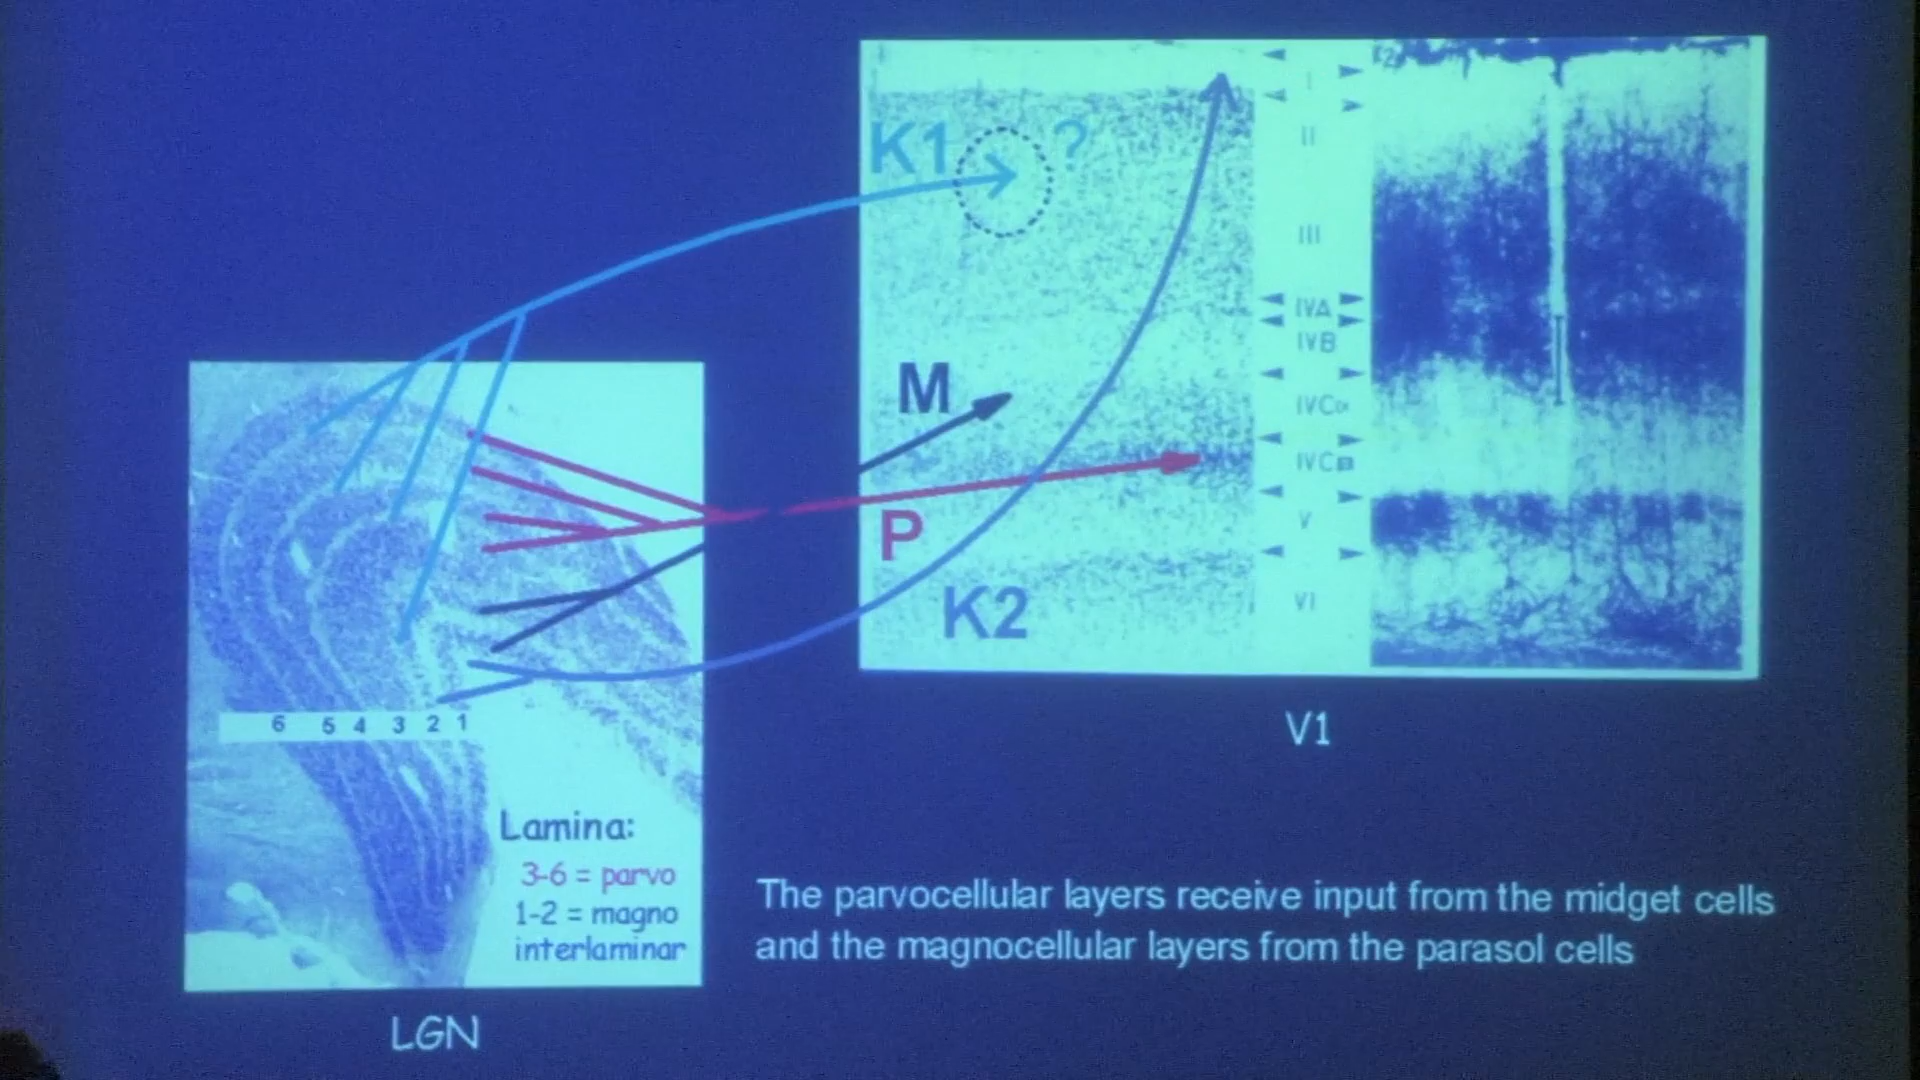 K1
?
M
P
K2
I
II
III
IVA
IVB
IVCα
IVCβ
V
VI
V1
6 5 4 3 2 1
Lamina:
3-6 = parvo
1-2 = magno
interlaminar
LGN
The parvocellular layers receive input from the midget cells
and the magnocellular layers from the parasol cells